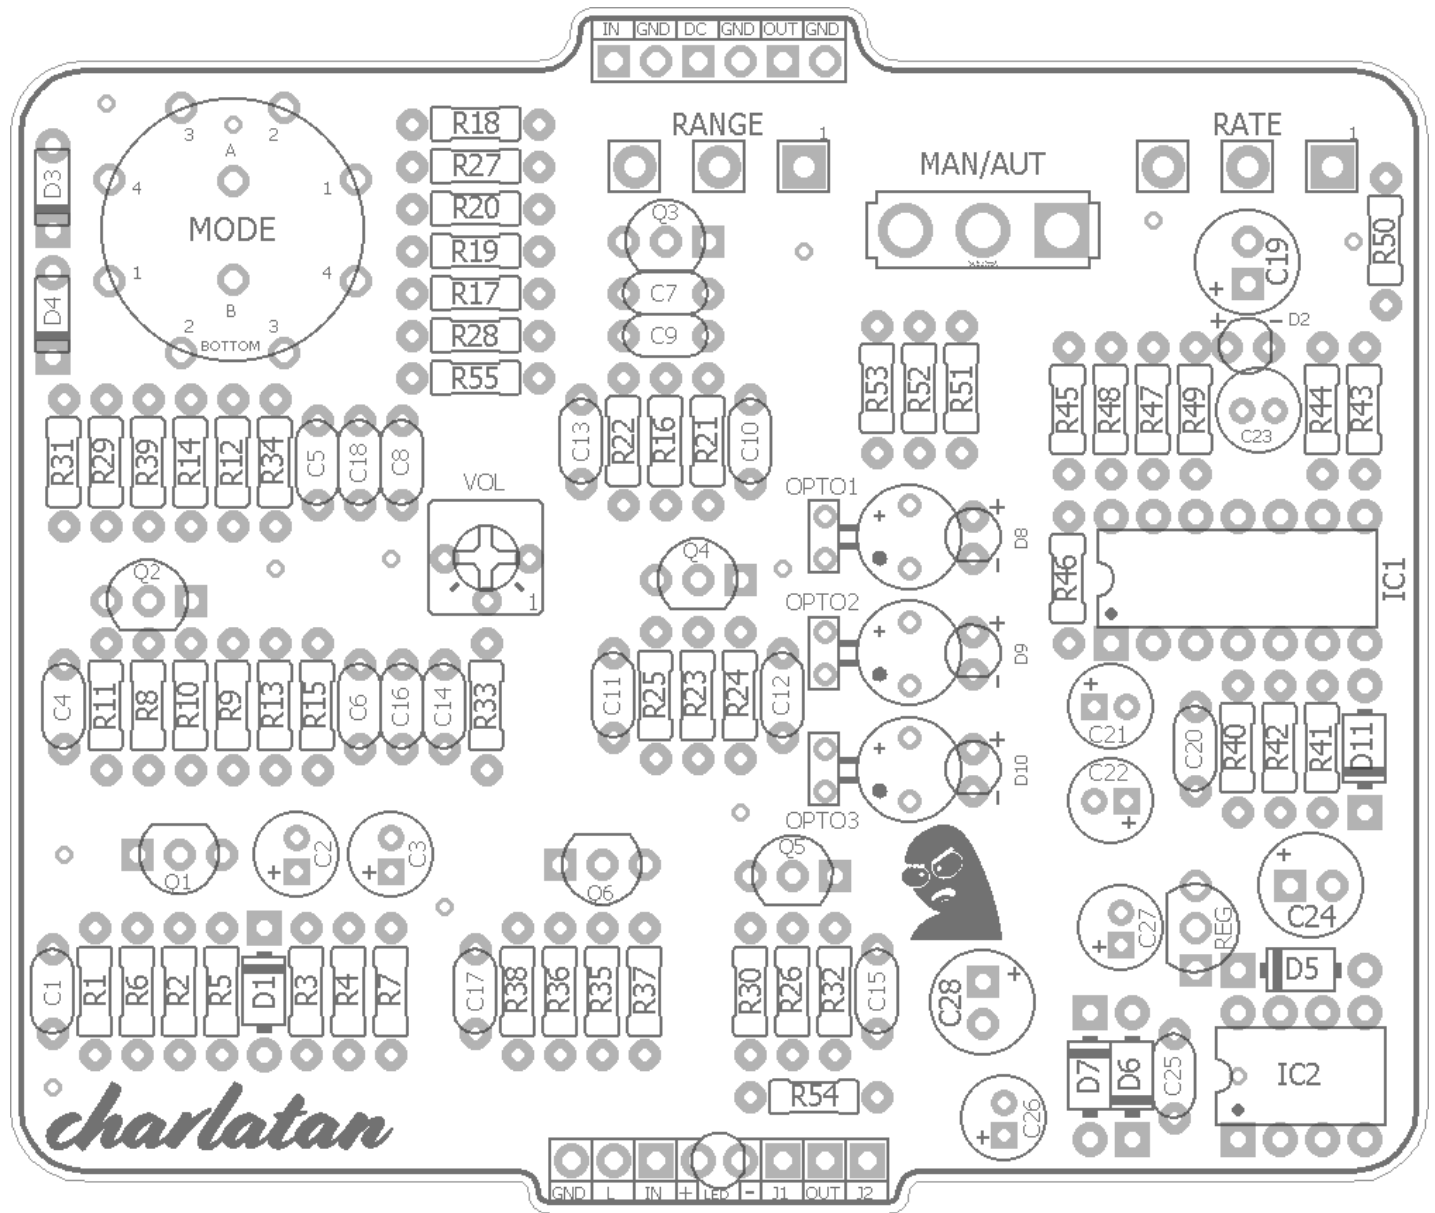 IN GND DC GND OUT GND
RANGE 1
RATE 1
MAN/AUT
R18
R27
R20
R19
R17
R28
R55
D3
D4
3 2
A
4 1
MODE
1 4
B
2 3
BOTTOM
Q3
C7
C9
C19
+
R50
+ - D2
C23
R53 R52 R51
R45 R48 R47 R49 R44 R43
R31 R29 R39 R14 R12 R34 C5 C18 C8
C13 R22 R16 R21 C10
VOL
1
OPTO1
+ + - D8
R46
IC1
Q2
Q4
OPTO2
+ + - D9
C4 R11 R8 R10 R9 R13 R15 C6 C16 C14 R33
C11 R25 R23 R24 C12
+ + - D10
OPTO3
+ C21
C22 +
C20 R40 R42 R41 D11
Q1
+ C2
+ C3
Q6
Q5
+ C24
+ C27
REG
D5
C1 R1 R6 R2 R5 D1 R3 R4 R7
C17 R38 R36 R35 R37
R30 R26 R32 C15
C28 +
D7 D6 C25
IC2
R54
+ C26
charlatan
GND L IN + LED - J1 OUT J2